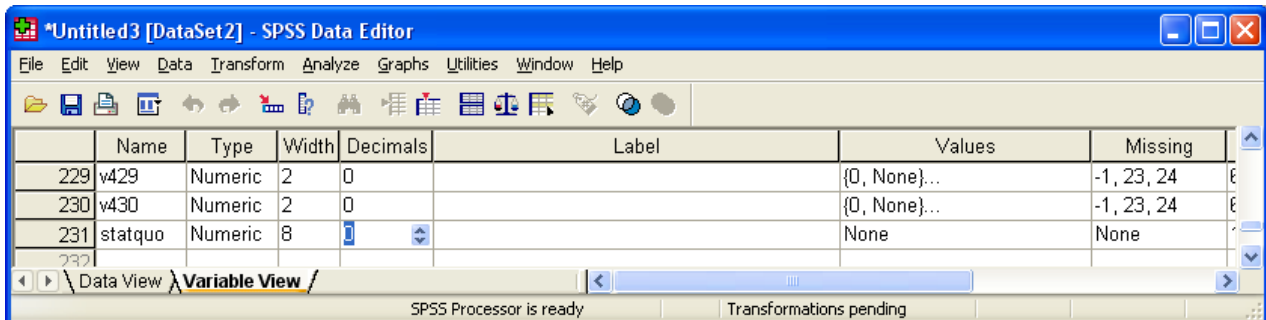 *Untitled3 [DataSet2] - SPSS Data Editor
File Edit View Data Transform Analyze Graphs Utilities Window Help
Name Type Width Decimals Label Values Missing
229 v429 Numeric 2 0 {0, None}... -1, 23, 24
230 v430 Numeric 2 0 {0, None}... -1, 23, 24
231 statquo Numeric 8 0 None None
232
Data View Variable View
SPSS Processor is ready Transformations pending